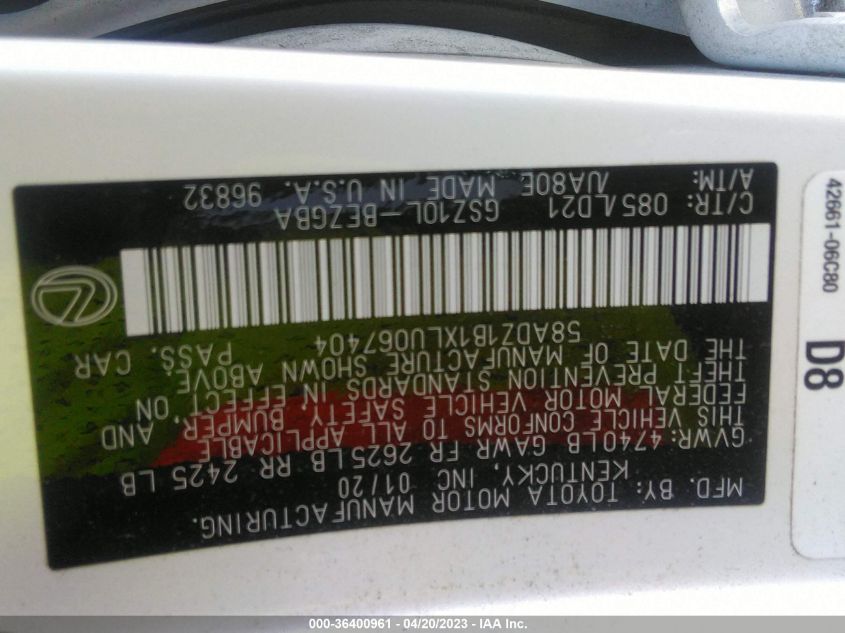 MFD. BY: TOYOTA MOTOR MANUFACTURING.
KENTUCKY, INC 01/20
GVWR: 4740LB GAWR FR 2625LB RR 2425 LB
THIS VEHICLE CONFORMS TO ALL APPLICABLE
FEDERAL MOTOR VEHICLE SAFETY, BUMPER, AND
THEFT PREVENTION STANDARDS IN EFFECT ON
THE DATE OF MANUFACTURE SHOWN ABOVE
58ADZ1B1XLU067404 PASS. CAR
C/TR: 085/LD21 GSZ10L-BEZGBA
A/TM: /UA80E MADE IN U.S.A. 96832
42661-06C80
D8
000-36400961 - 04/20/2023 - IAA Inc.